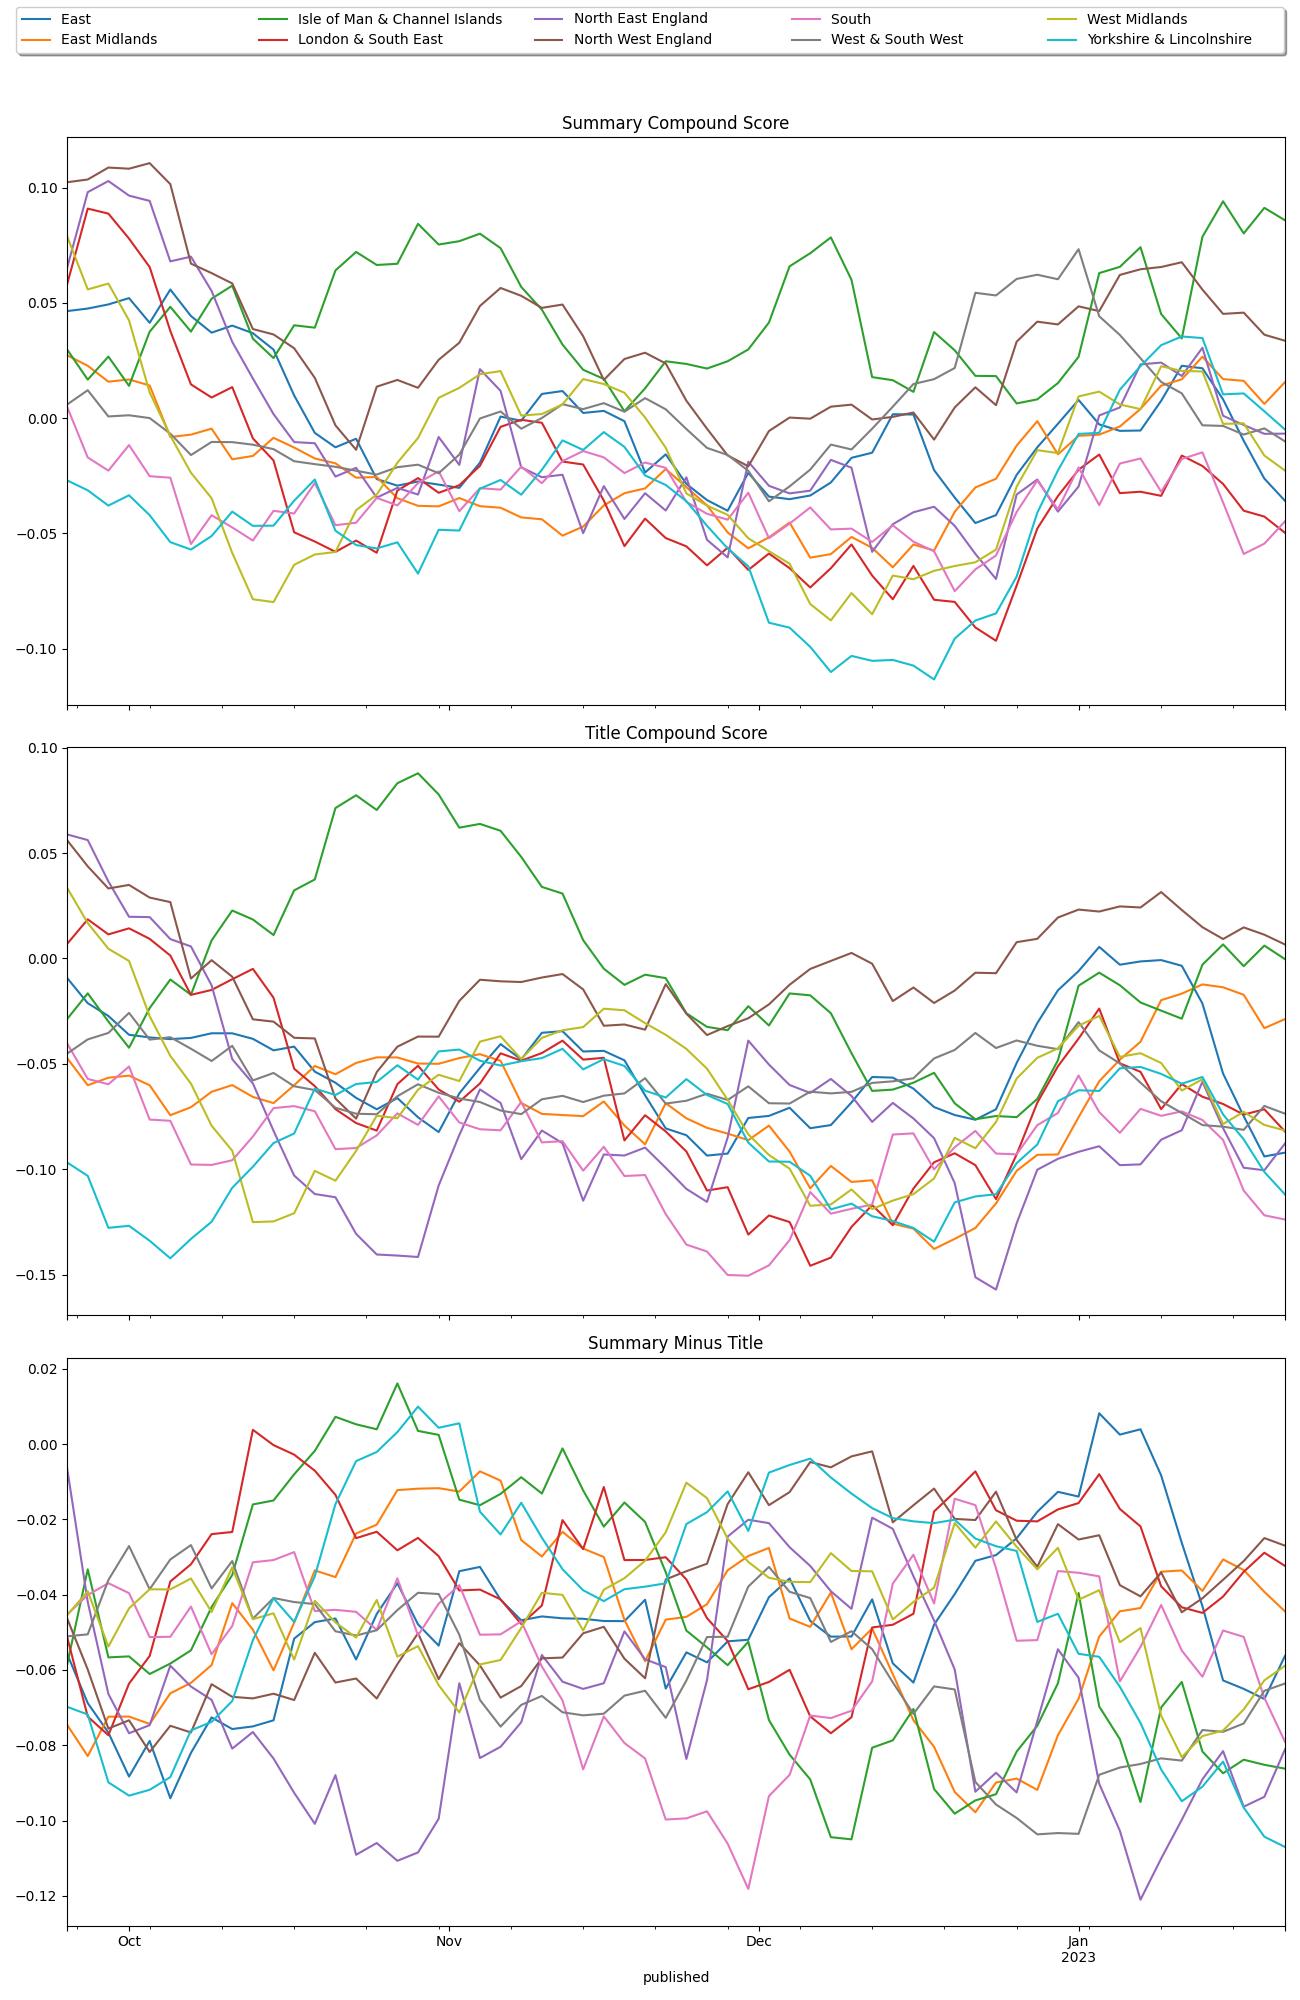 East Isle of Man & Channel Islands North East England South West Midlands
East Midlands London & South East North West England West & South West Yorkshire & Lincolnshire
Summary Compound Score
0.10
0.05
0.00
−0.05
−0.10
Title Compound Score
0.10
0.05
0.00
−0.05
−0.10
−0.15
Summary Minus Title
0.02
0.00
−0.02
−0.04
−0.06
−0.08
−0.10
−0.12
Oct Nov Dec Jan
2023
published